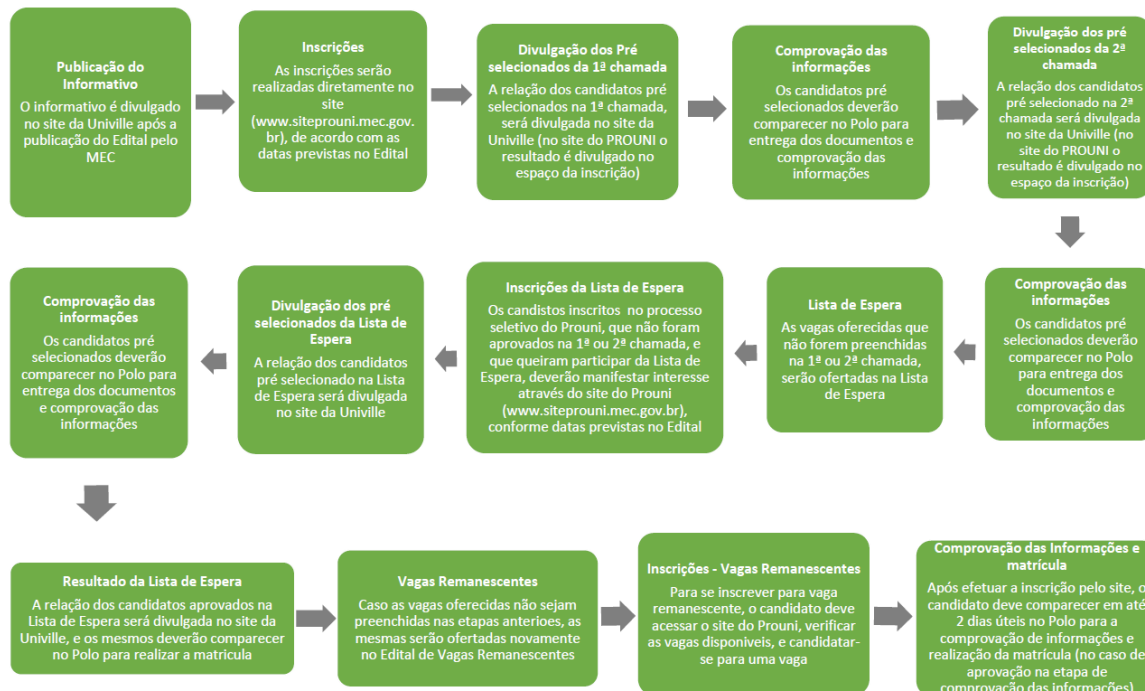 Publicação do
Informativo
O informativo é divulgado
no site da Univille após a
publicação do Edital pelo
MEC
Inscrições
As inscrições serão
realizadas diretamente no
site
(www.siteprouni.mec.gov.
br), de acordo com as
datas previstas no Edital
Divulgação dos Pré
selecionados da 1ª chamada
A relação dos candidatos pré
selecionados na 1ª chamada,
será divulgada no site da
Univille (no site do PROUNI o
resultado é divulgado no
espaço da inscrição)
Comprovação das
informações
Os candidatos pré
selecionados deverão
comparecer no Polo para
entrega dos documentos e
comprovação das
informações
Divulgação dos pré
selecionados da 2ª
chamada
A relação dos candidatos
pré selecionado na 2ª
chamada será divulgada
no site da Univille (no
site do PROUNI o
resultado é divulgado no
espaço da inscrição)
Comprovação das
informações
Os candidatos pré
selecionados deverão
comparecer no Polo
para entrega dos
documentos e
comprovação das
informações
Lista de Espera
As vagas oferecidas que
não forem preenchidas
na 1ª ou 2ª chamada,
serão ofertadas na Lista
de Espera
Inscrições da Lista de Espera
Os candistos inscritos no processo
seletivo do Prouni, que não foram
aprovados na 1ª ou 2ª chamada, e
que queiram participar da Lista de
Espera, deverão manifestar interesse
através do site do Prouni
(www.siteprouni.mec.gov.br),
conforme datas previstas no Edital
Divulgação dos pré
selecionados da Lista de
Espera
A relação dos candidatos
pré selecionado na Lista
de Espera será divulgada
no site da Univille
Comprovação das
informações
Os candidatos pré
selecionados deverão
comparecer no Polo para
entrega dos documentos
e comprovação das
informações
Resultado da Lista de Espera
A relação dos candidatos aprovados na
Lista de Espera será divulgada no site da
Univille, e os mesmos deverão comparecer
no Polo para realizar a matricula
Vagas Remanescentes
Caso as vagas oferecidas não sejam
preenchidas nas etapas anterioes, as
mesmas serão ofertadas novamente
no Edital de Vagas Remanescentes
Inscrições - Vagas Remanescentes
Para se inscrever para vaga
remanescente, o candidato deve
acessar o site do Prouni, verificar
as vagas disponiveis, e candidatar-
se para uma vaga
Comprovação das Informações e
matrícula
Após efetuar a inscrição pelo site, o
candidato deve comparecer em até
2 dias úteis no Polo para a
comprovação de informações e
realização da matrícula (no caso de
aprovação na etapa de
comprovação das informações)